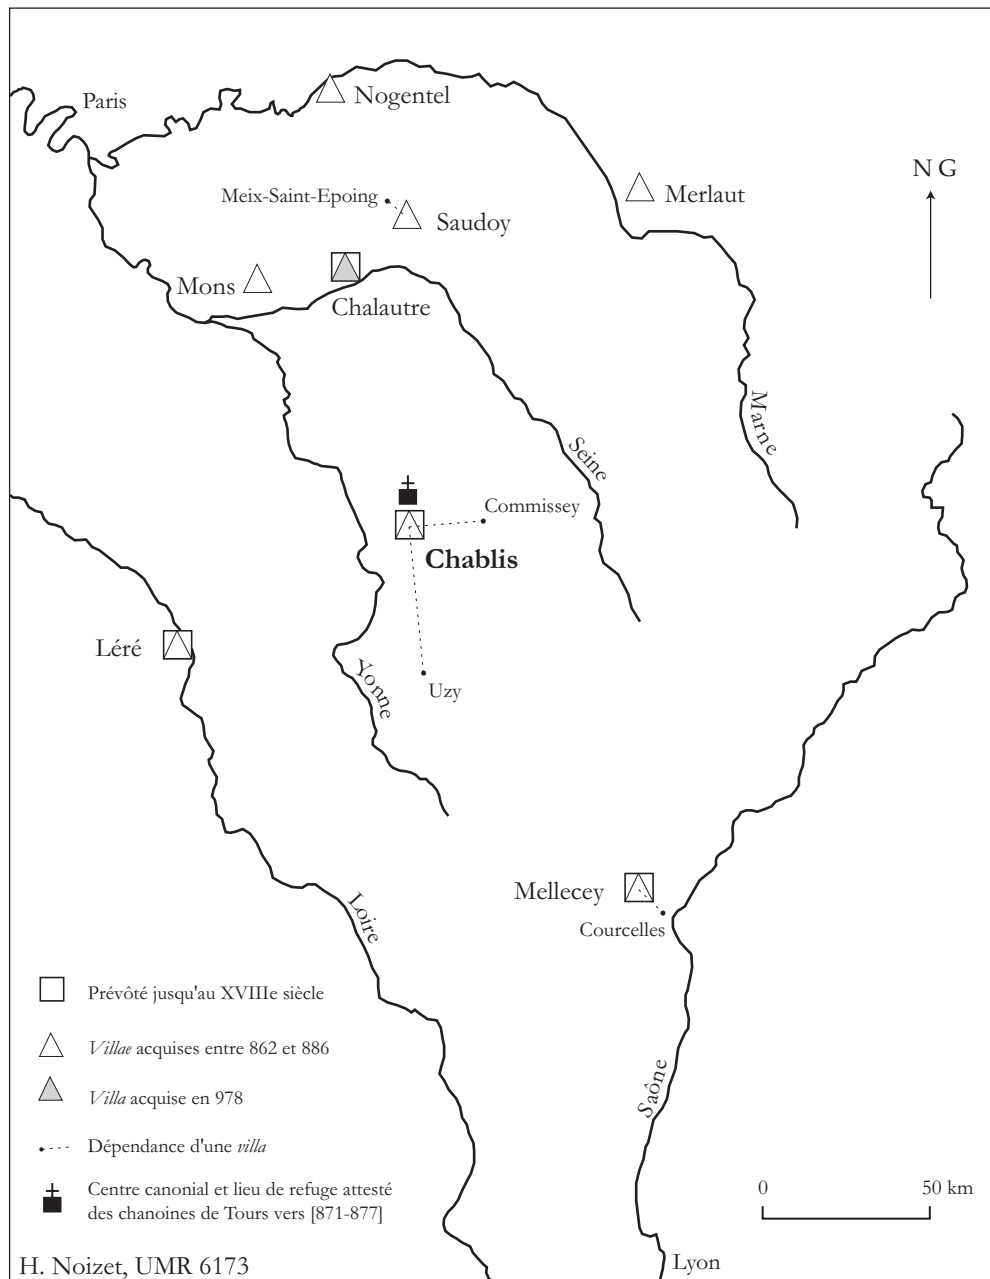 Paris
Nogentel
N G
Meix-Saint-Epoing
Merlaut
Saudoy
Mons
Chalautre
Marne
Seine
Commissey
Chablis
Léré
Yonne
Uzy
Mellecey
Loire
Courcelles
Prévôté jusqu'au XVIIIe siècle
Villae acquises entre 862 et 886
Saône
Villa acquise en 978
Dépendance d'une villa
Centre canonial et lieu de refuge attesté
des chanoines de Tours vers [871-877]
0 50 km
H. Noizet, UMR 6173
Lyon